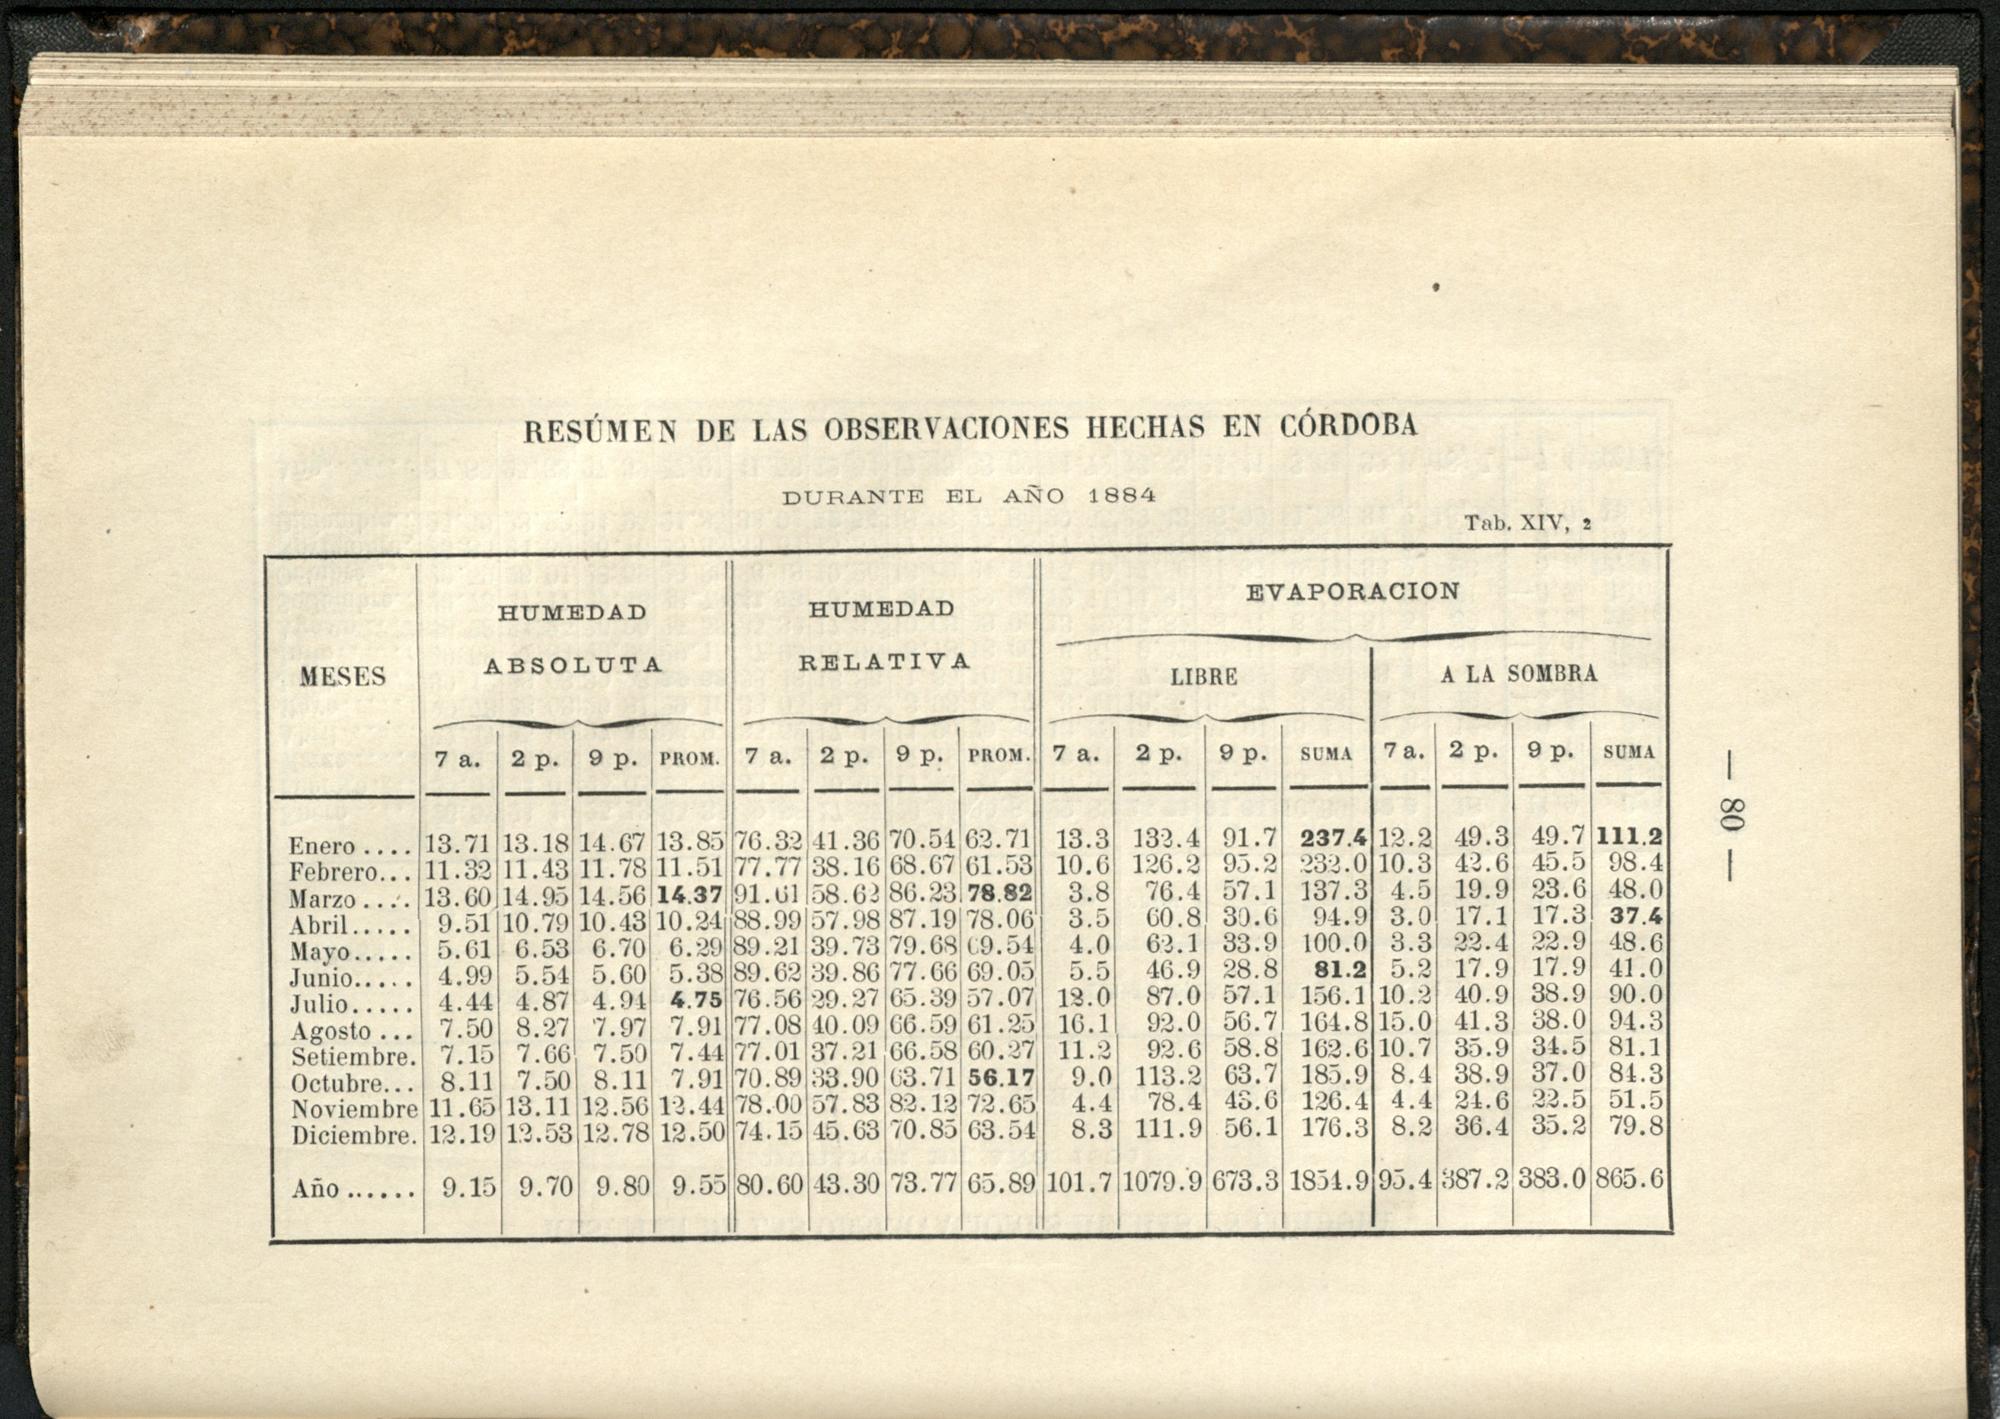 RESÚMEN DE LAS OBSERVACIONES HECHAS EN CÓRDOBA
DURANTE EL AÑO 1884
Tab. XIV, 2
MESES HUMEDAD ABSOLUTA HUMEDAD RELATIVA EVAPORACION
LIBRE A LA SOMBRA
7 a. 2 p. 9 p. PROM. 7 a. 2 p. 9 p. PROM. 7 a. 2 p. 9 p. SUMA 7 a. 2 p. 9 p. SUMA
Enero .... 13.71 13.18 14.67 13.85 76.32 41.36 70.54 62.71 13.3 132.4 91.7 237.4 12.2 49.3 49.7 111.2
Febrero... 11.32 11.43 11.78 11.51 77.77 38.16 68.67 61.53 10.6 126.2 95.2 232.0 10.3 42.6 45.5 98.4
Marzo .... 13.60 14.95 14.56 14.37 91.61 58.62 86.23 78.82 3.8 76.4 57.1 137.3 4.5 19.9 23.6 48.0
Abril..... 9.51 10.79 10.43 10.24 88.99 57.98 87.19 78.06 3.5 60.8 30.6 94.9 3.0 17.1 17.3 37.4
Mayo..... 5.61 6.53 6.70 6.29 89.21 39.73 79.68 69.54 4.0 62.1 33.9 100.0 3.3 22.4 22.9 48.6
Junio..... 4.99 5.54 5.60 5.38 89.62 39.86 77.66 69.05 5.5 46.9 28.8 81.2 5.2 17.9 17.9 41.0
Julio..... 4.44 4.87 4.94 4.75 76.56 29.27 65.39 57.07 12.0 87.0 57.1 156.1 10.2 40.9 38.9 90.0
Agosto ... 7.50 8.27 7.97 7.91 77.08 40.09 66.59 61.25 16.1 92.0 56.7 164.8 15.0 41.3 38.0 94.3
Setiembre. 7.15 7.66 7.50 7.44 77.01 37.21 66.58 60.27 11.2 92.6 58.8 162.6 10.7 35.9 34.5 81.1
Octubre... 8.11 7.50 8.11 7.91 70.89 33.90 63.71 56.17 9.0 113.2 63.7 185.9 8.4 38.9 37.0 84.3
Noviembre 11.65 13.11 12.56 12.44 78.00 57.83 82.12 72.65 4.4 78.4 43.6 126.4 4.4 24.6 22.5 51.5
Diciembre. 12.19 12.53 12.78 12.50 74.15 45.63 70.85 63.54 8.3 111.9 56.1 176.3 8.2 36.4 35.2 79.8
Año ...... 9.15 9.70 9.80 9.55 80.60 43.30 73.77 65.89 101.7 1079.9 673.3 1854.9 95.4 387.2 383.0 865.6
— 80 —